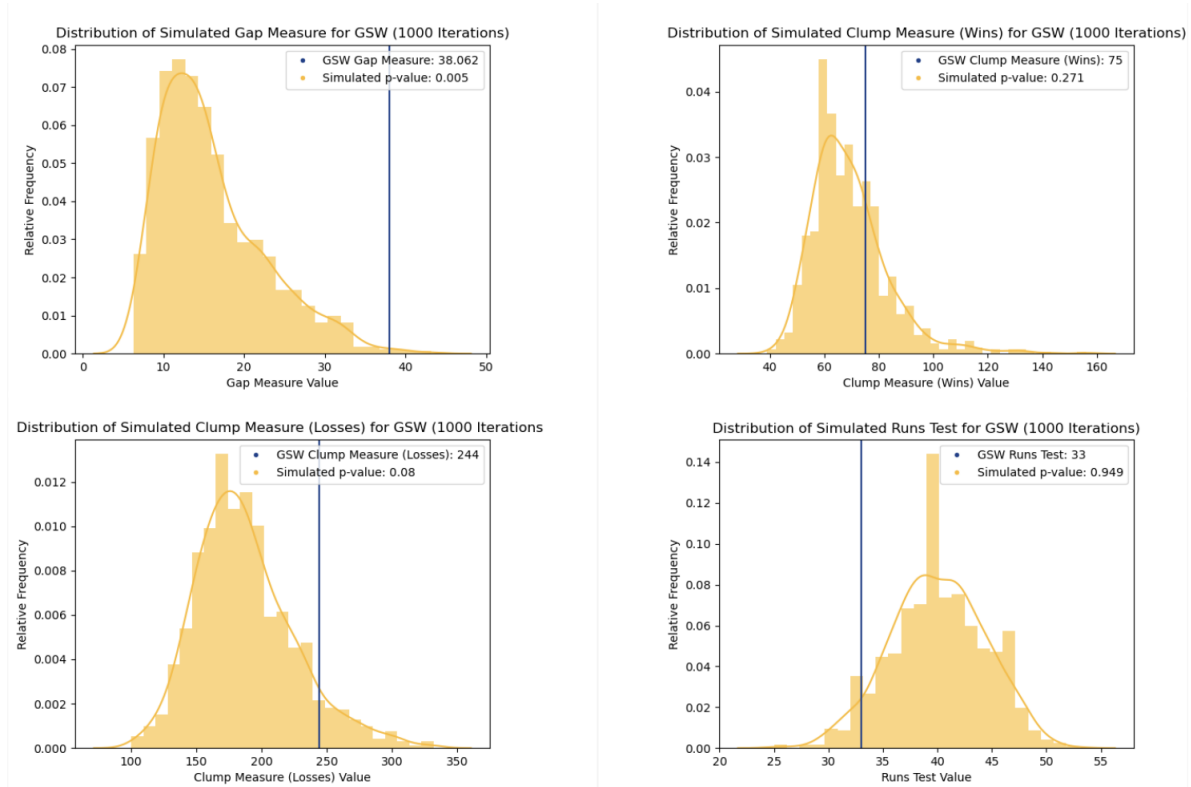 Distribution of Simulated Gap Measure for GSW (1000 Iterations)
GSW Gap Measure: 38.062
Simulated p-value: 0.005
Relative Frequency
0.08
0.07
0.06
0.05
0.04
0.03
0.02
0.01
0.00
0 10 20 30 40 50
Gap Measure Value
Distribution of Simulated Clump Measure (Wins) for GSW (1000 Iterations)
GSW Clump Measure (Wins): 75
Simulated p-value: 0.271
Relative Frequency
0.04
0.03
0.02
0.01
0.00
40 60 80 100 120 140 160
Clump Measure (Wins) Value
Distribution of Simulated Clump Measure (Losses) for GSW (1000 Iterations
GSW Clump Measure (Losses): 244
Simulated p-value: 0.08
Relative Frequency
0.012
0.010
0.008
0.006
0.004
0.002
0.000
100 150 200 250 300 350
Clump Measure (Losses) Value
Distribution of Simulated Runs Test for GSW (1000 Iterations)
GSW Runs Test: 33
Simulated p-value: 0.949
Relative Frequency
0.14
0.12
0.10
0.08
0.06
0.04
0.02
0.00
20 25 30 35 40 45 50 55
Runs Test Value